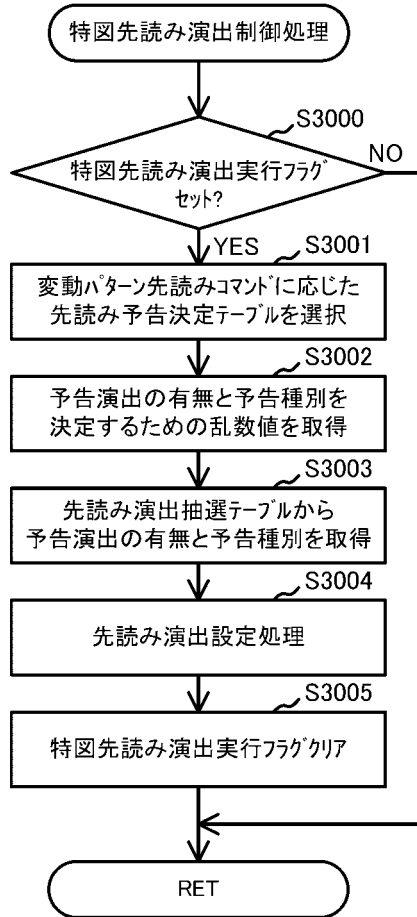 特図先読み演出制御処理
S3000
特図先読み演出実行フラグ
セット?
NO
YES
S3001
変動パターン先読みコマンドに応じた
先読み予告決定テーブルを選択
S3002
予告演出の有無と予告種別を
決定するための乱数値を取得
S3003
先読み演出抽選テーブルから
予告演出の有無と予告種別を取得
S3004
先読み演出設定処理
S3005
特図先読み演出実行フラグクリア
RET